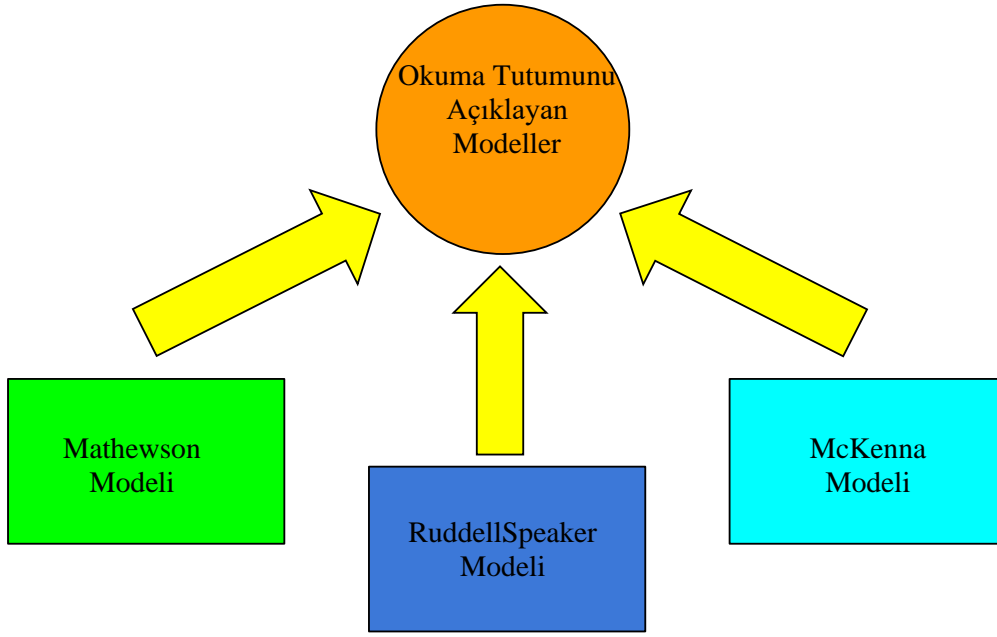 Okuma Tutumunu
Açıklayan
Modeller
Mathewson
Modeli
RuddellSpeaker
Modeli
McKenna
Modeli